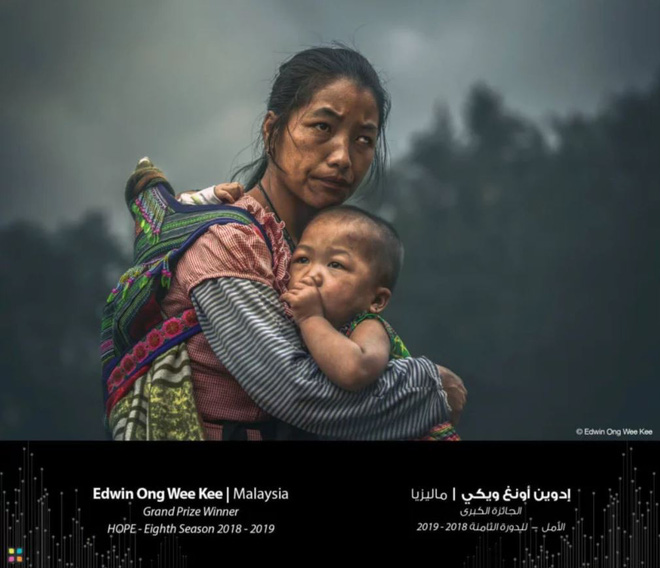 © Edwin Ong Wee Kee
Edwin Ong Wee Kee | Malaysia
Grand Prize Winner
HOPE - Eighth Season 2018 - 2019
إدوين أونغ ويكي | ماليزيا
الجائزة الكبرى
الأمل – للدورة الثامنة 2018 - 2019